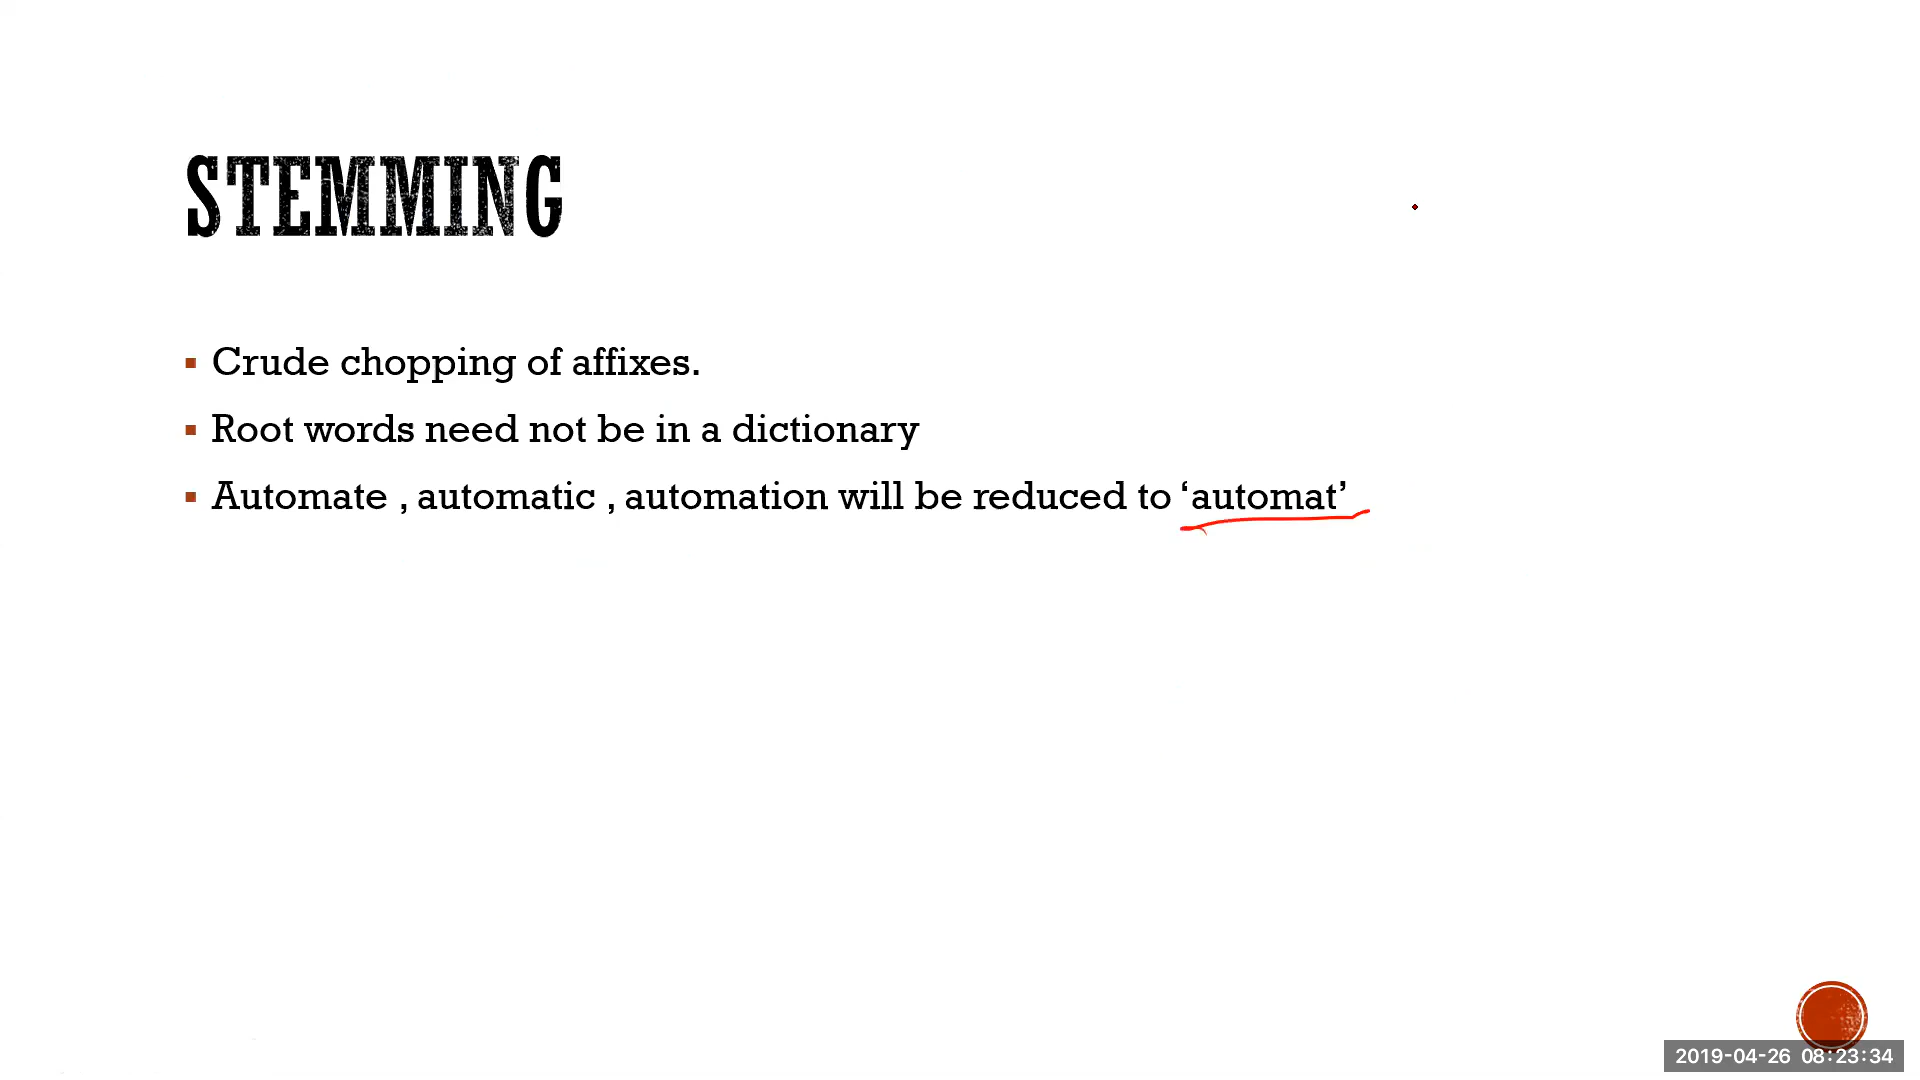 STEMMING
Crude chopping of affixes.
Root words need not be in a dictionary
Automate , automatic , automation will be reduced to ‘automat’
2019-04-26 08:23:34